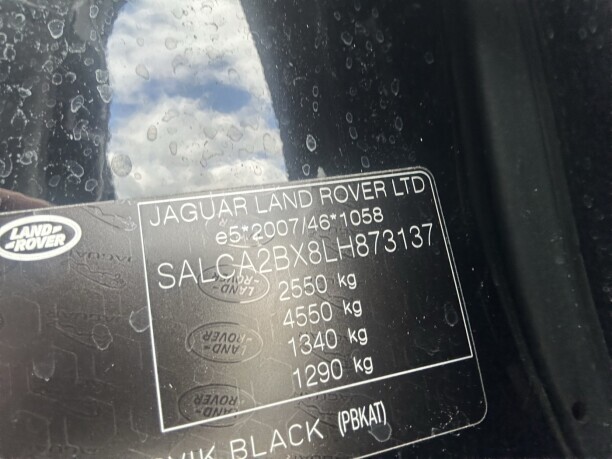 LAND-
ROVER
JAGUAR LAND ROVER LTD
e5*2007/46*1058
SALCA2BX8LH873137
2550 kg
4550 kg
1340 kg
1290 kg
BLACK (PBKAT)